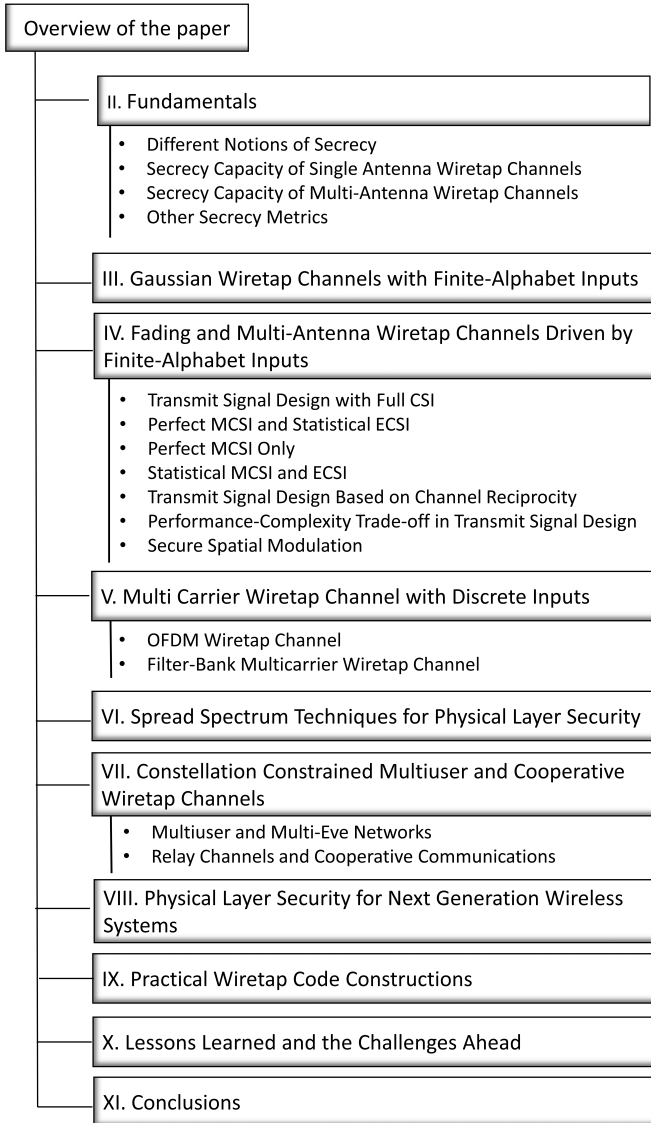 Overview of the paper
II. Fundamentals
• Different Notions of Secrecy
• Secrecy Capacity of Single Antenna Wiretap Channels
• Secrecy Capacity of Multi-Antenna Wiretap Channels
• Other Secrecy Metrics
III. Gaussian Wiretap Channels with Finite-Alphabet Inputs
IV. Fading and Multi-Antenna Wiretap Channels Driven by
Finite-Alphabet Inputs
• Transmit Signal Design with Full CSI
• Perfect MCSI and Statistical ECSI
• Perfect MCSI Only
• Statistical MCSI and ECSI
• Transmit Signal Design Based on Channel Reciprocity
• Performance-Complexity Trade-off in Transmit Signal Design
• Secure Spatial Modulation
V. Multi Carrier Wiretap Channel with Discrete Inputs
• OFDM Wiretap Channel
• Filter-Bank Multicarrier Wiretap Channel
VI. Spread Spectrum Techniques for Physical Layer Security
VII. Constellation Constrained Multiuser and Cooperative
Wiretap Channels
• Multiuser and Multi-Eve Networks
• Relay Channels and Cooperative Communications
VIII. Physical Layer Security for Next Generation Wireless
Systems
IX. Practical Wiretap Code Constructions
X. Lessons Learned and the Challenges Ahead
XI. Conclusions